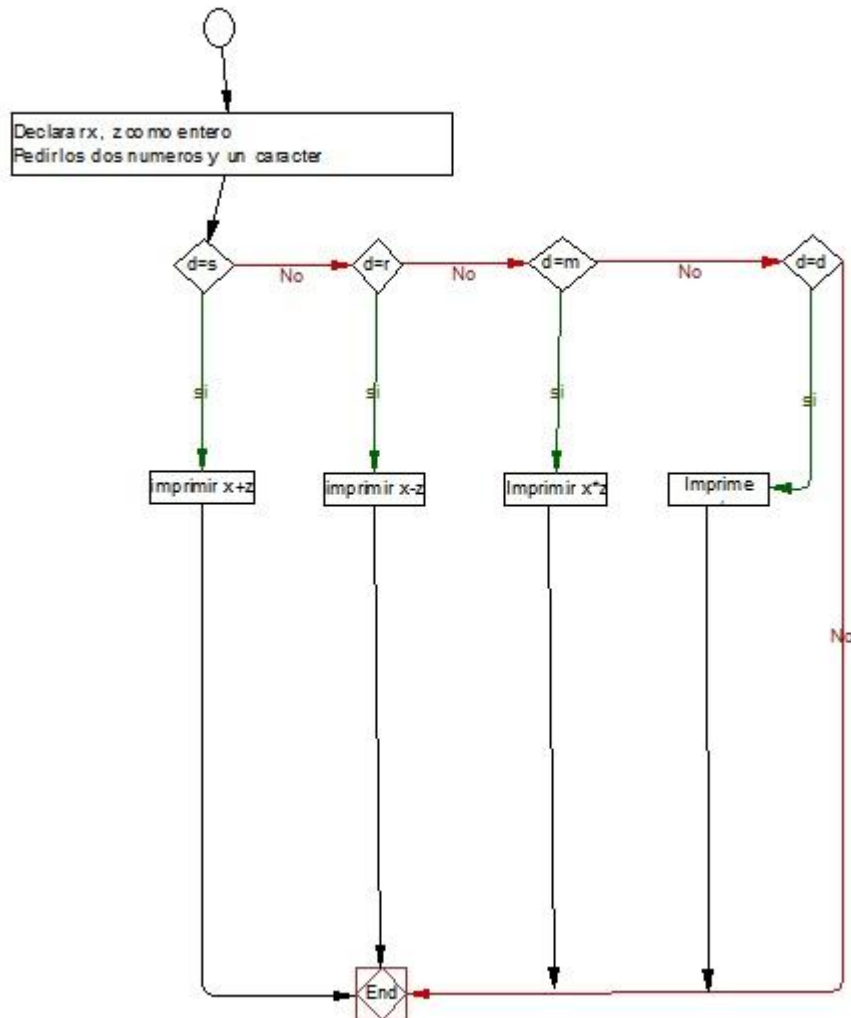 Declarar x, z como entero
Pedir los dos numeros y un caracter
d=s
No
d=r
No
d=m
No
d=d
si
si
si
si
imprimir x+z
imprimir x-z
Imprimir x*z
Imprime
No
End